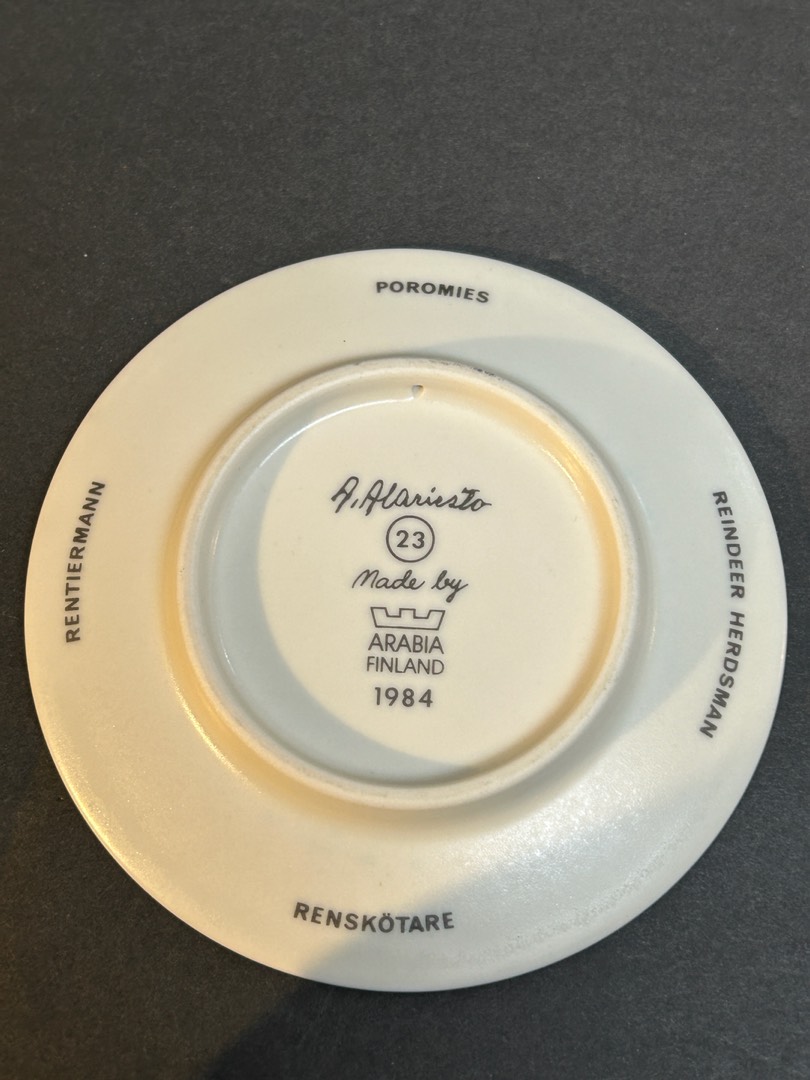 POROMIES
RENTIERMANN
REINDEER HERDSMAN
A. Alariesto
23
Made by
ARABIA
FINLAND
1984
RENSKÖTARE